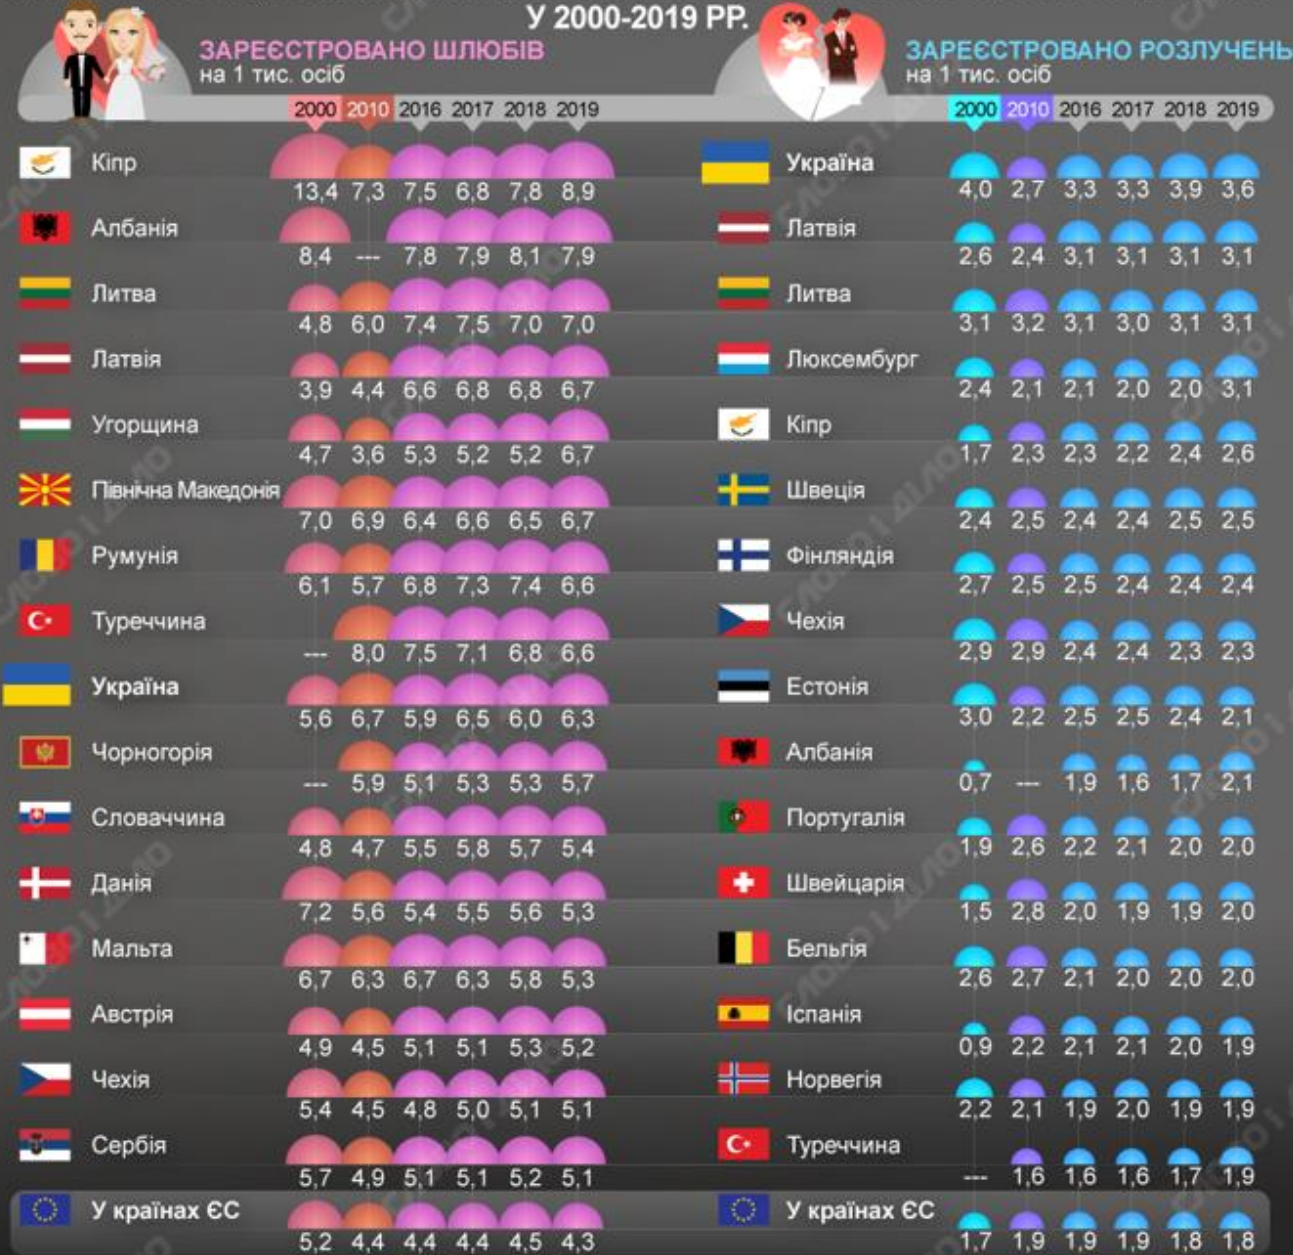 У 2000-2019 РР.
ЗАРЕЄСТРОВАНО ШЛЮБІВ
на 1 тис. осіб
2000 2010 2016 2017 2018 2019
Кіпр
13,4 7,3 7,5 6,8 7,8 8,9
Албанія
8,4 --- 7,8 7,9 8,1 7,9
Литва
4,8 6,0 7,4 7,5 7,0 7,0
Латвія
3,9 4,4 6,6 6,8 6,8 6,7
Угорщина
4,7 3,6 5,3 5,2 5,2 6,7
Північна Македонія
7,0 6,9 6,4 6,6 6,5 6,7
Румунія
6,1 5,7 6,8 7,3 7,4 6,6
Туреччина
--- 8,0 7,5 7,1 6,8 6,6
Україна
5,6 6,7 5,9 6,5 6,0 6,3
Чорногорія
--- 5,9 5,1 5,3 5,3 5,7
Словаччина
4,8 4,7 5,5 5,8 5,7 5,4
Данія
7,2 5,6 5,4 5,5 5,6 5,3
Мальта
6,7 6,3 6,7 6,3 5,8 5,3
Австрія
4,9 4,5 5,1 5,1 5,3 5,2
Чехія
5,4 4,5 4,8 5,0 5,1 5,1
Сербія
5,7 4,9 5,1 5,1 5,2 5,1
У країнах ЄС
5,2 4,4 4,4 4,4 4,5 4,3
ЗАРЕЄСТРОВАНО РОЗЛУЧЕНЬ
на 1 тис. осіб
2000 2010 2016 2017 2018 2019
Україна
4,0 2,7 3,3 3,3 3,9 3,6
Латвія
2,6 2,4 3,1 3,1 3,1 3,1
Литва
3,1 3,2 3,1 3,0 3,1 3,1
Люксембург
2,4 2,1 2,1 2,0 2,0 3,1
Кіпр
1,7 2,3 2,3 2,2 2,4 2,6
Швеція
2,4 2,5 2,4 2,4 2,5 2,5
Фінляндія
2,7 2,5 2,5 2,4 2,4 2,4
Чехія
2,9 2,9 2,4 2,4 2,3 2,3
Естонія
3,0 2,2 2,5 2,5 2,4 2,1
Албанія
0,7 --- 1,9 1,6 1,7 2,1
Португалія
1,9 2,6 2,2 2,1 2,0 2,0
Швейцарія
1,5 2,8 2,0 1,9 1,9 2,0
Бельгія
2,6 2,7 2,1 2,0 2,0 2,0
Іспанія
0,9 2,2 2,1 2,1 2,0 1,9
Норвегія
2,2 2,1 1,9 2,0 1,9 1,9
Туреччина
--- 1,6 1,6 1,6 1,7 1,9
У країнах ЄС
1,7 1,9 1,9 1,9 1,8 1,8